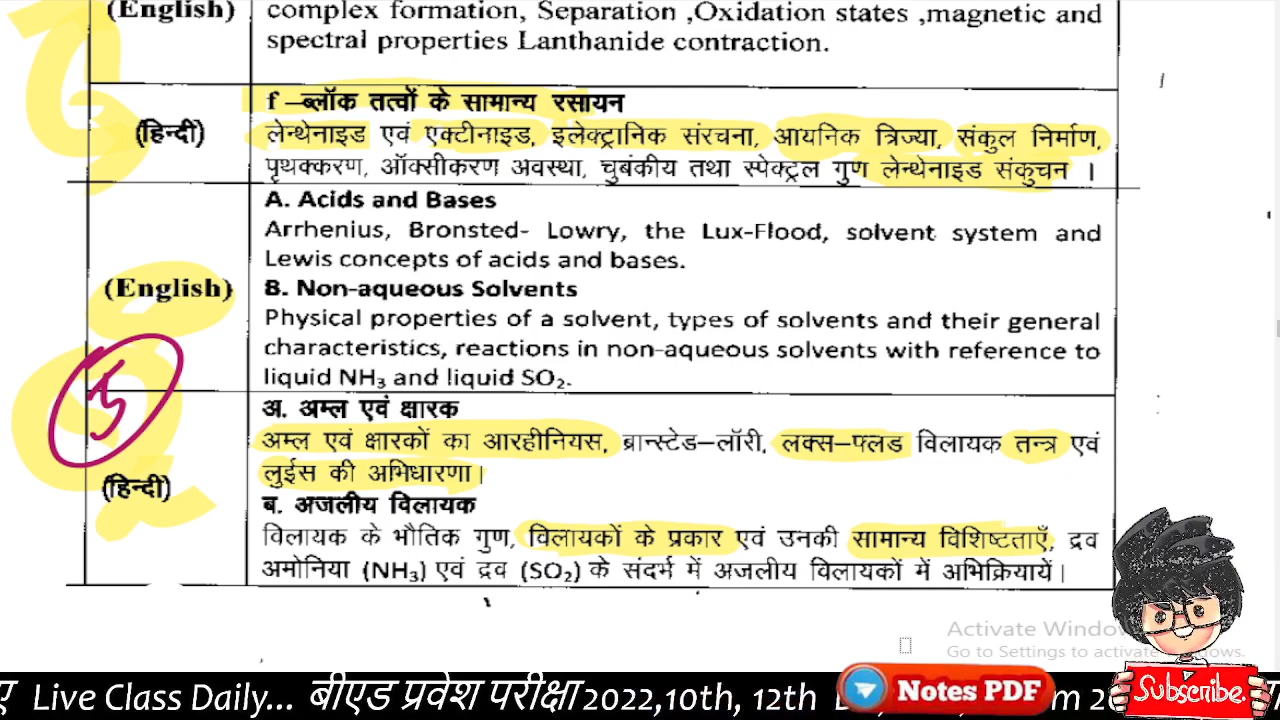 (English)
complex formation, Separation ,Oxidation states ,magnetic and
spectral properties Lanthanide contraction.
(हिन्दी)
f –ब्लॉक तत्वों के सामान्य रसायन
लेन्थेनाइड एवं एक्टीनाइड, इलेक्ट्रानिक संरचना, आयनिक त्रिज्या, संकुल निर्माण,
पृथक्करण, ऑक्सीकरण अवस्था, चुबंकीय तथा स्पेक्ट्रल गुण लेन्थेनाइड संकुचन ।
(English)
A. Acids and Bases
Arrhenius, Bronsted- Lowry, the Lux-Flood, solvent system and
Lewis concepts of acids and bases.
B. Non-aqueous Solvents
Physical properties of a solvent, types of solvents and their general
characteristics, reactions in non-aqueous solvents with reference to
liquid NH₃ and liquid SO₂.
5
(हिन्दी)
अ. अम्ल एवं क्षारक
अम्ल एवं क्षारकों का आरहीनियस, ब्रान्स्टेड–लॉरी, लक्स–फ्लड विलायक तन्त्र एवं
लुईस की अभिधारणा।
ब. अजलीय विलायक
विलायक के भौतिक गुण, विलायकों के प्रकार एवं उनकी सामान्य विशिष्टताएँ, द्रव
अमोनिया (NH₃) एवं द्रव (SO₂) के संदर्भ में अजलीय विलायकों में अभिक्रियायें।
Activate Windo
Go to Settings to activate
Live Class Daily... बीएड प्रवेश परीक्षा 2022,10th, 12th
Notes PDF
Subscribe